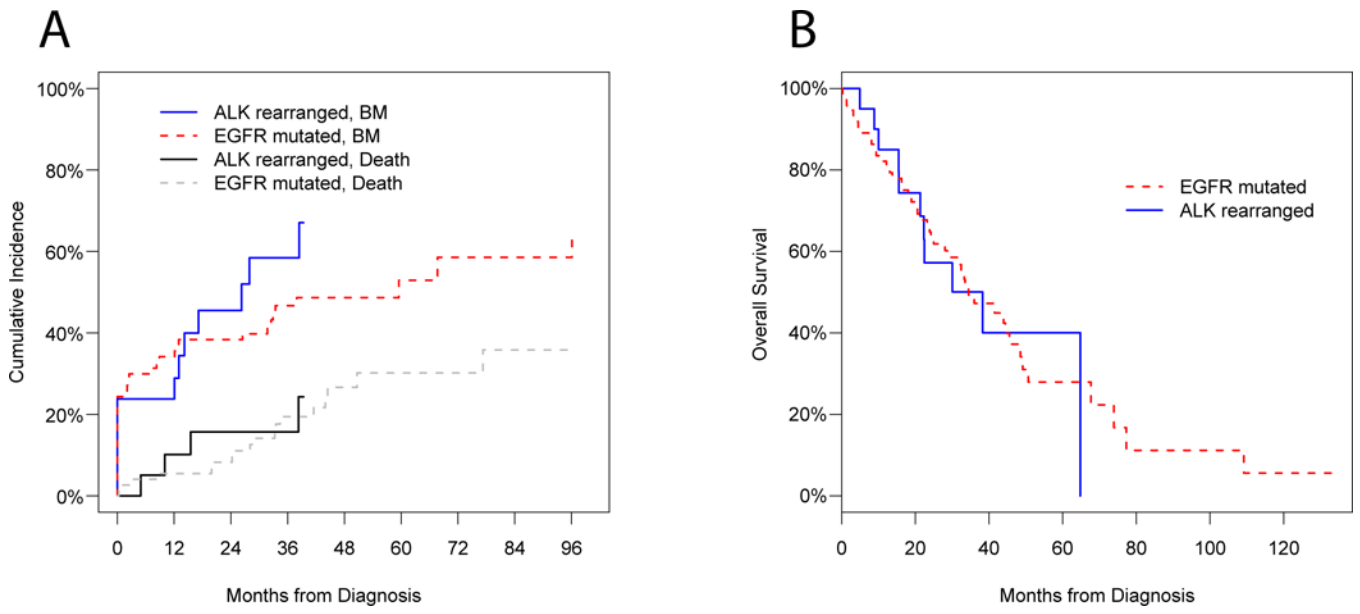 A
100%
80%
60%
40%
20%
0%
Cumulative Incidence
ALK rearranged, BM
EGFR mutated, BM
ALK rearranged, Death
EGFR mutated, Death
0 12 24 36 48 60 72 84 96
Months from Diagnosis
B
100%
80%
60%
40%
20%
0%
Overall Survival
EGFR mutated
ALK rearranged
0 20 40 60 80 100 120
Months from Diagnosis